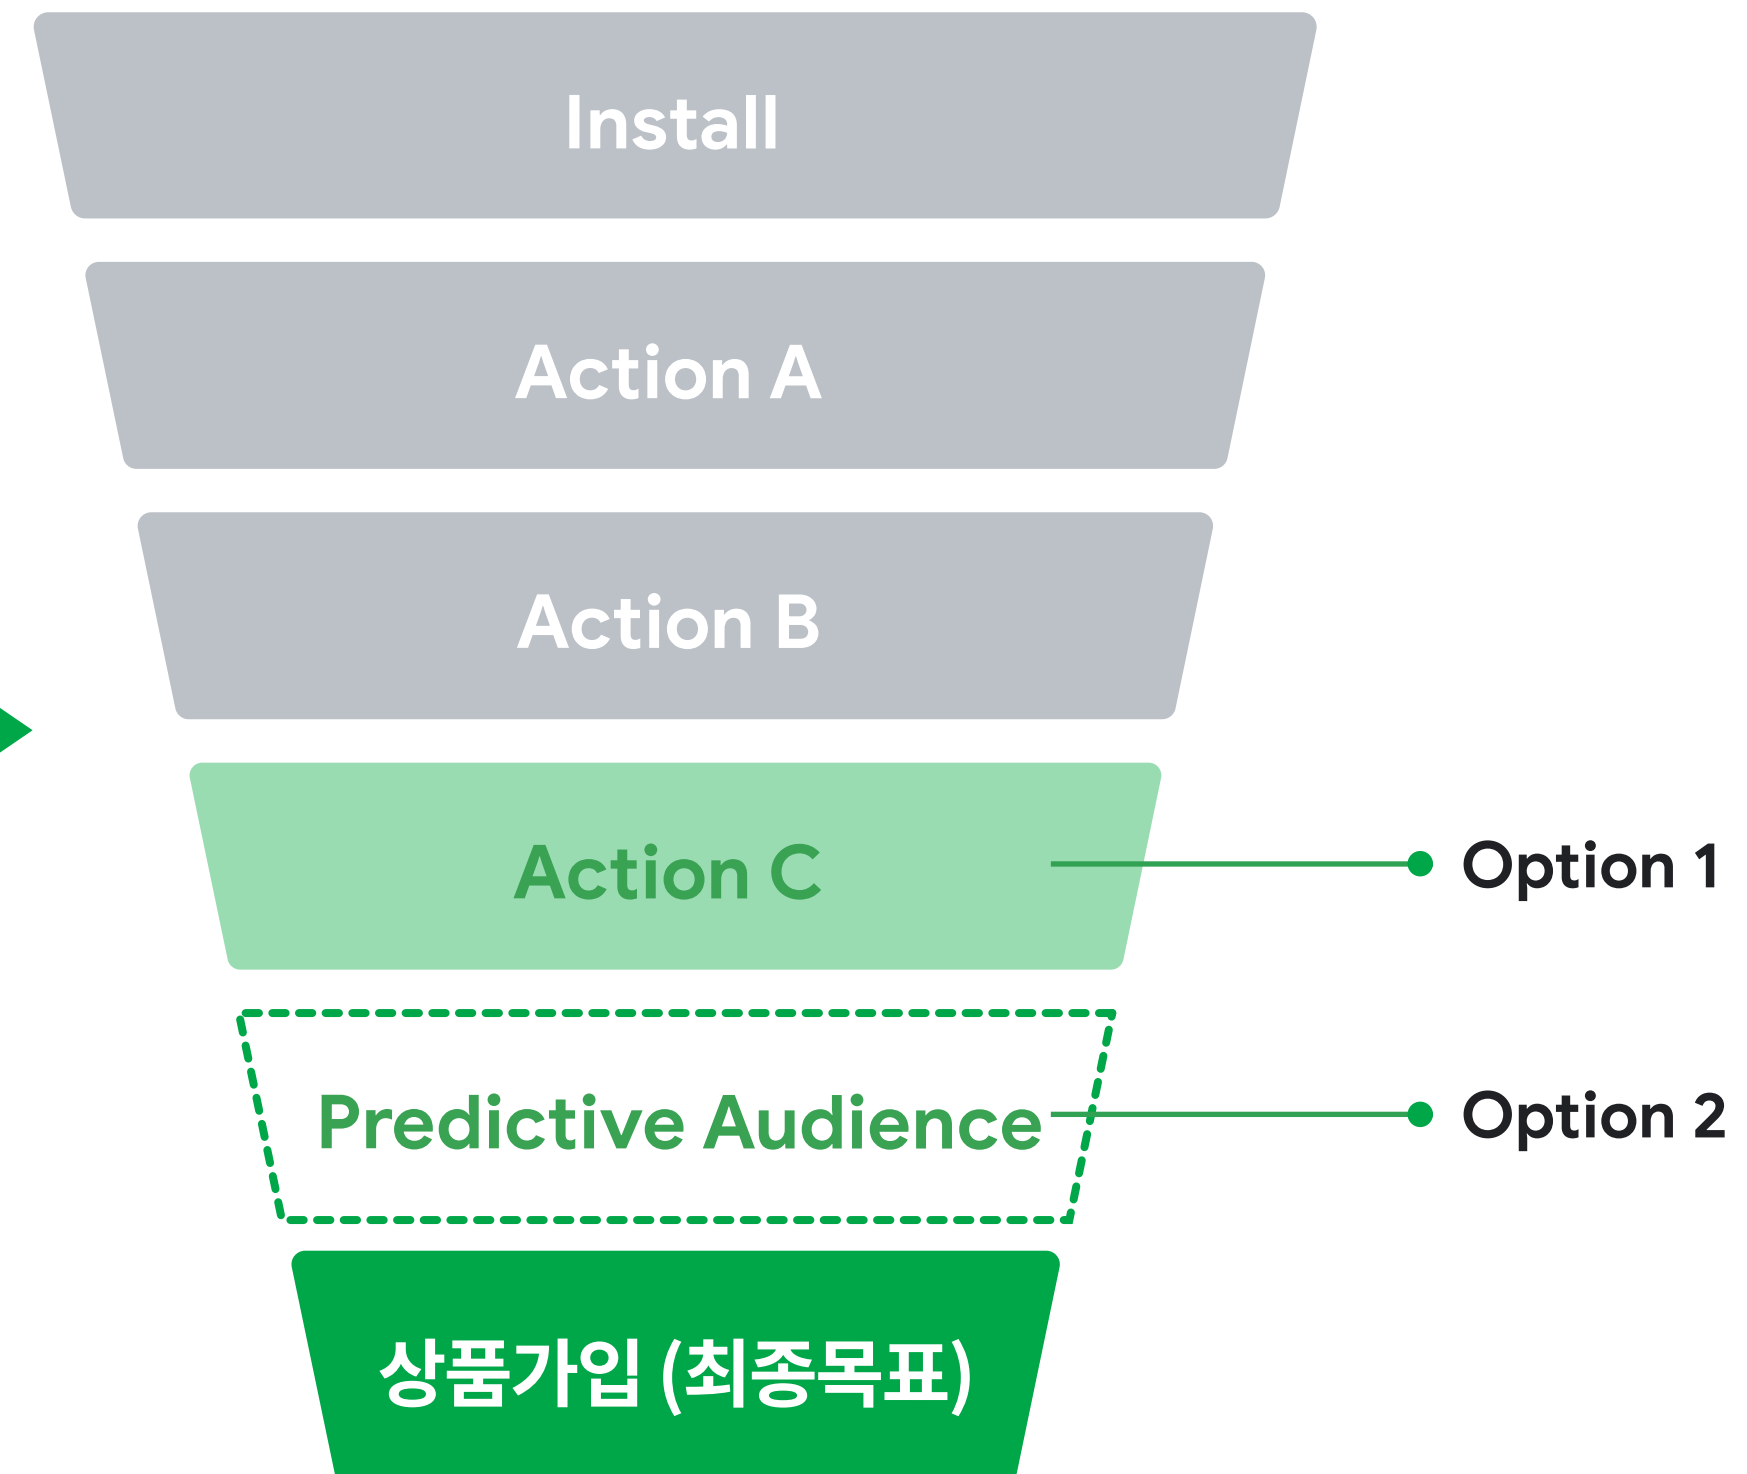 Install
Action A
Action B
Action C
Option 1
Predictive Audience
Option 2
상품가입 (최종목표)